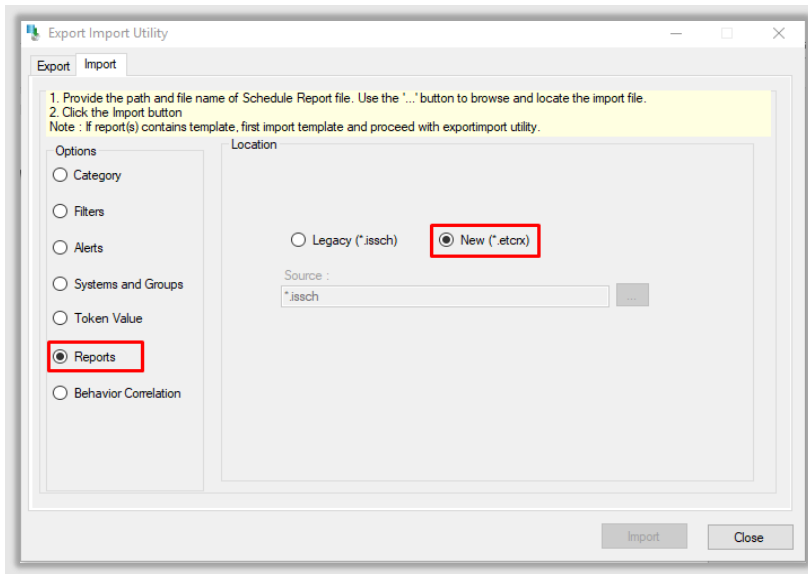 Export Import Utility
Export Import
1. Provide the path and file name of Schedule Report file. Use the '...' button to browse and locate the import file.
2. Click the Import button
Note : If report(s) contains template, first import template and proceed with exportimport utility.
Options
Location
Category
Filters
Alerts
Legacy (*.issch) New (*.etcrx)
Systems and Groups
Source :
*.issch ...
Token Value
Reports
Behavior Correlation
Import Close